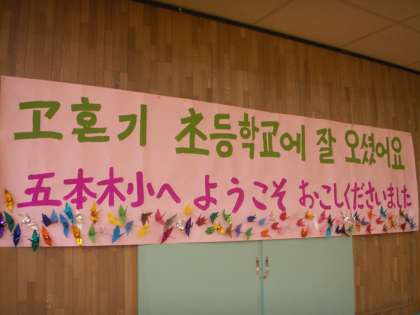 고혼기 초등학교에 잘 오셨어요
五本木小へ ようこそ おこしくださいました